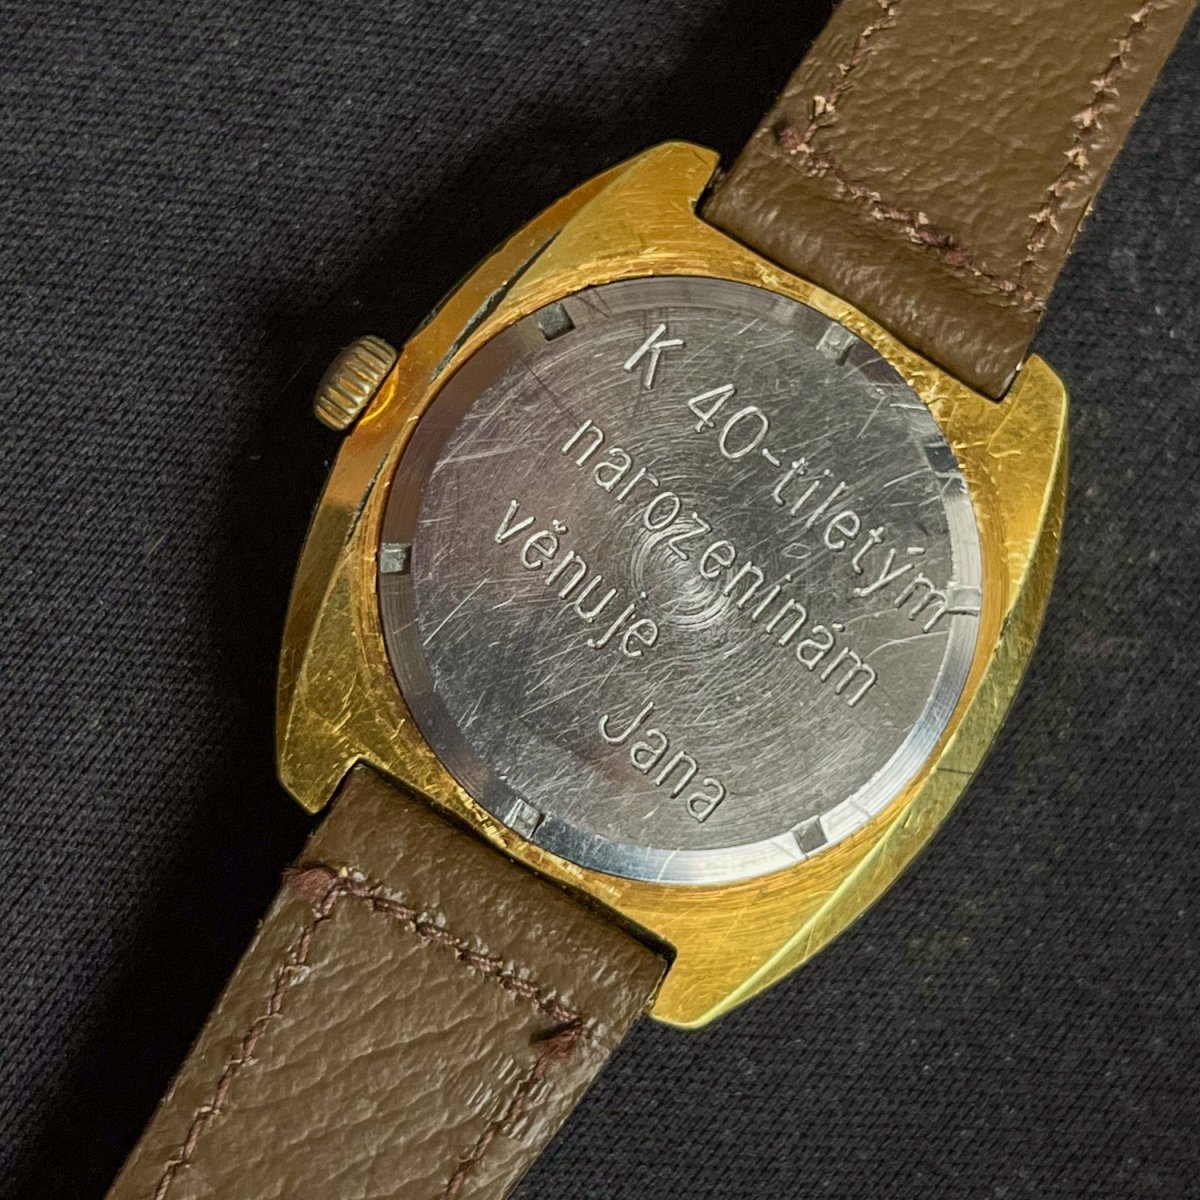 K 40-tiletým
narozeninám
věnuje
Jana